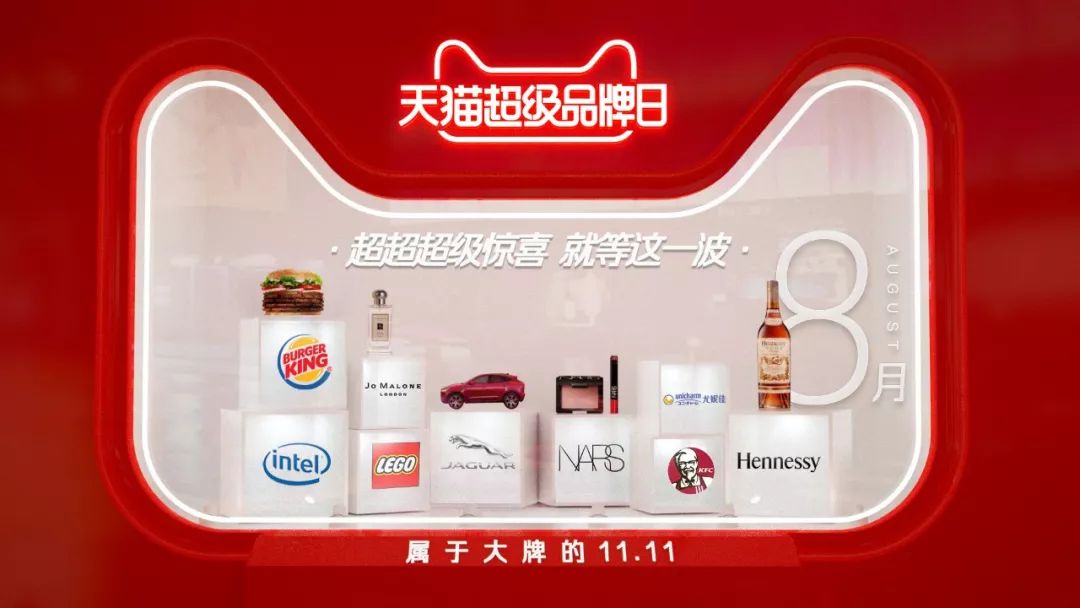 天猫超级品牌日
·超超超级惊喜 就等这一波·
8月
AUGUST
BURGER KING
JO MALONE
LONDON
unicharm
尤妮佳
intel
LEGO
JAGUAR
NARS
KFC
Hennessy
Hennessy
属于大牌的11.11